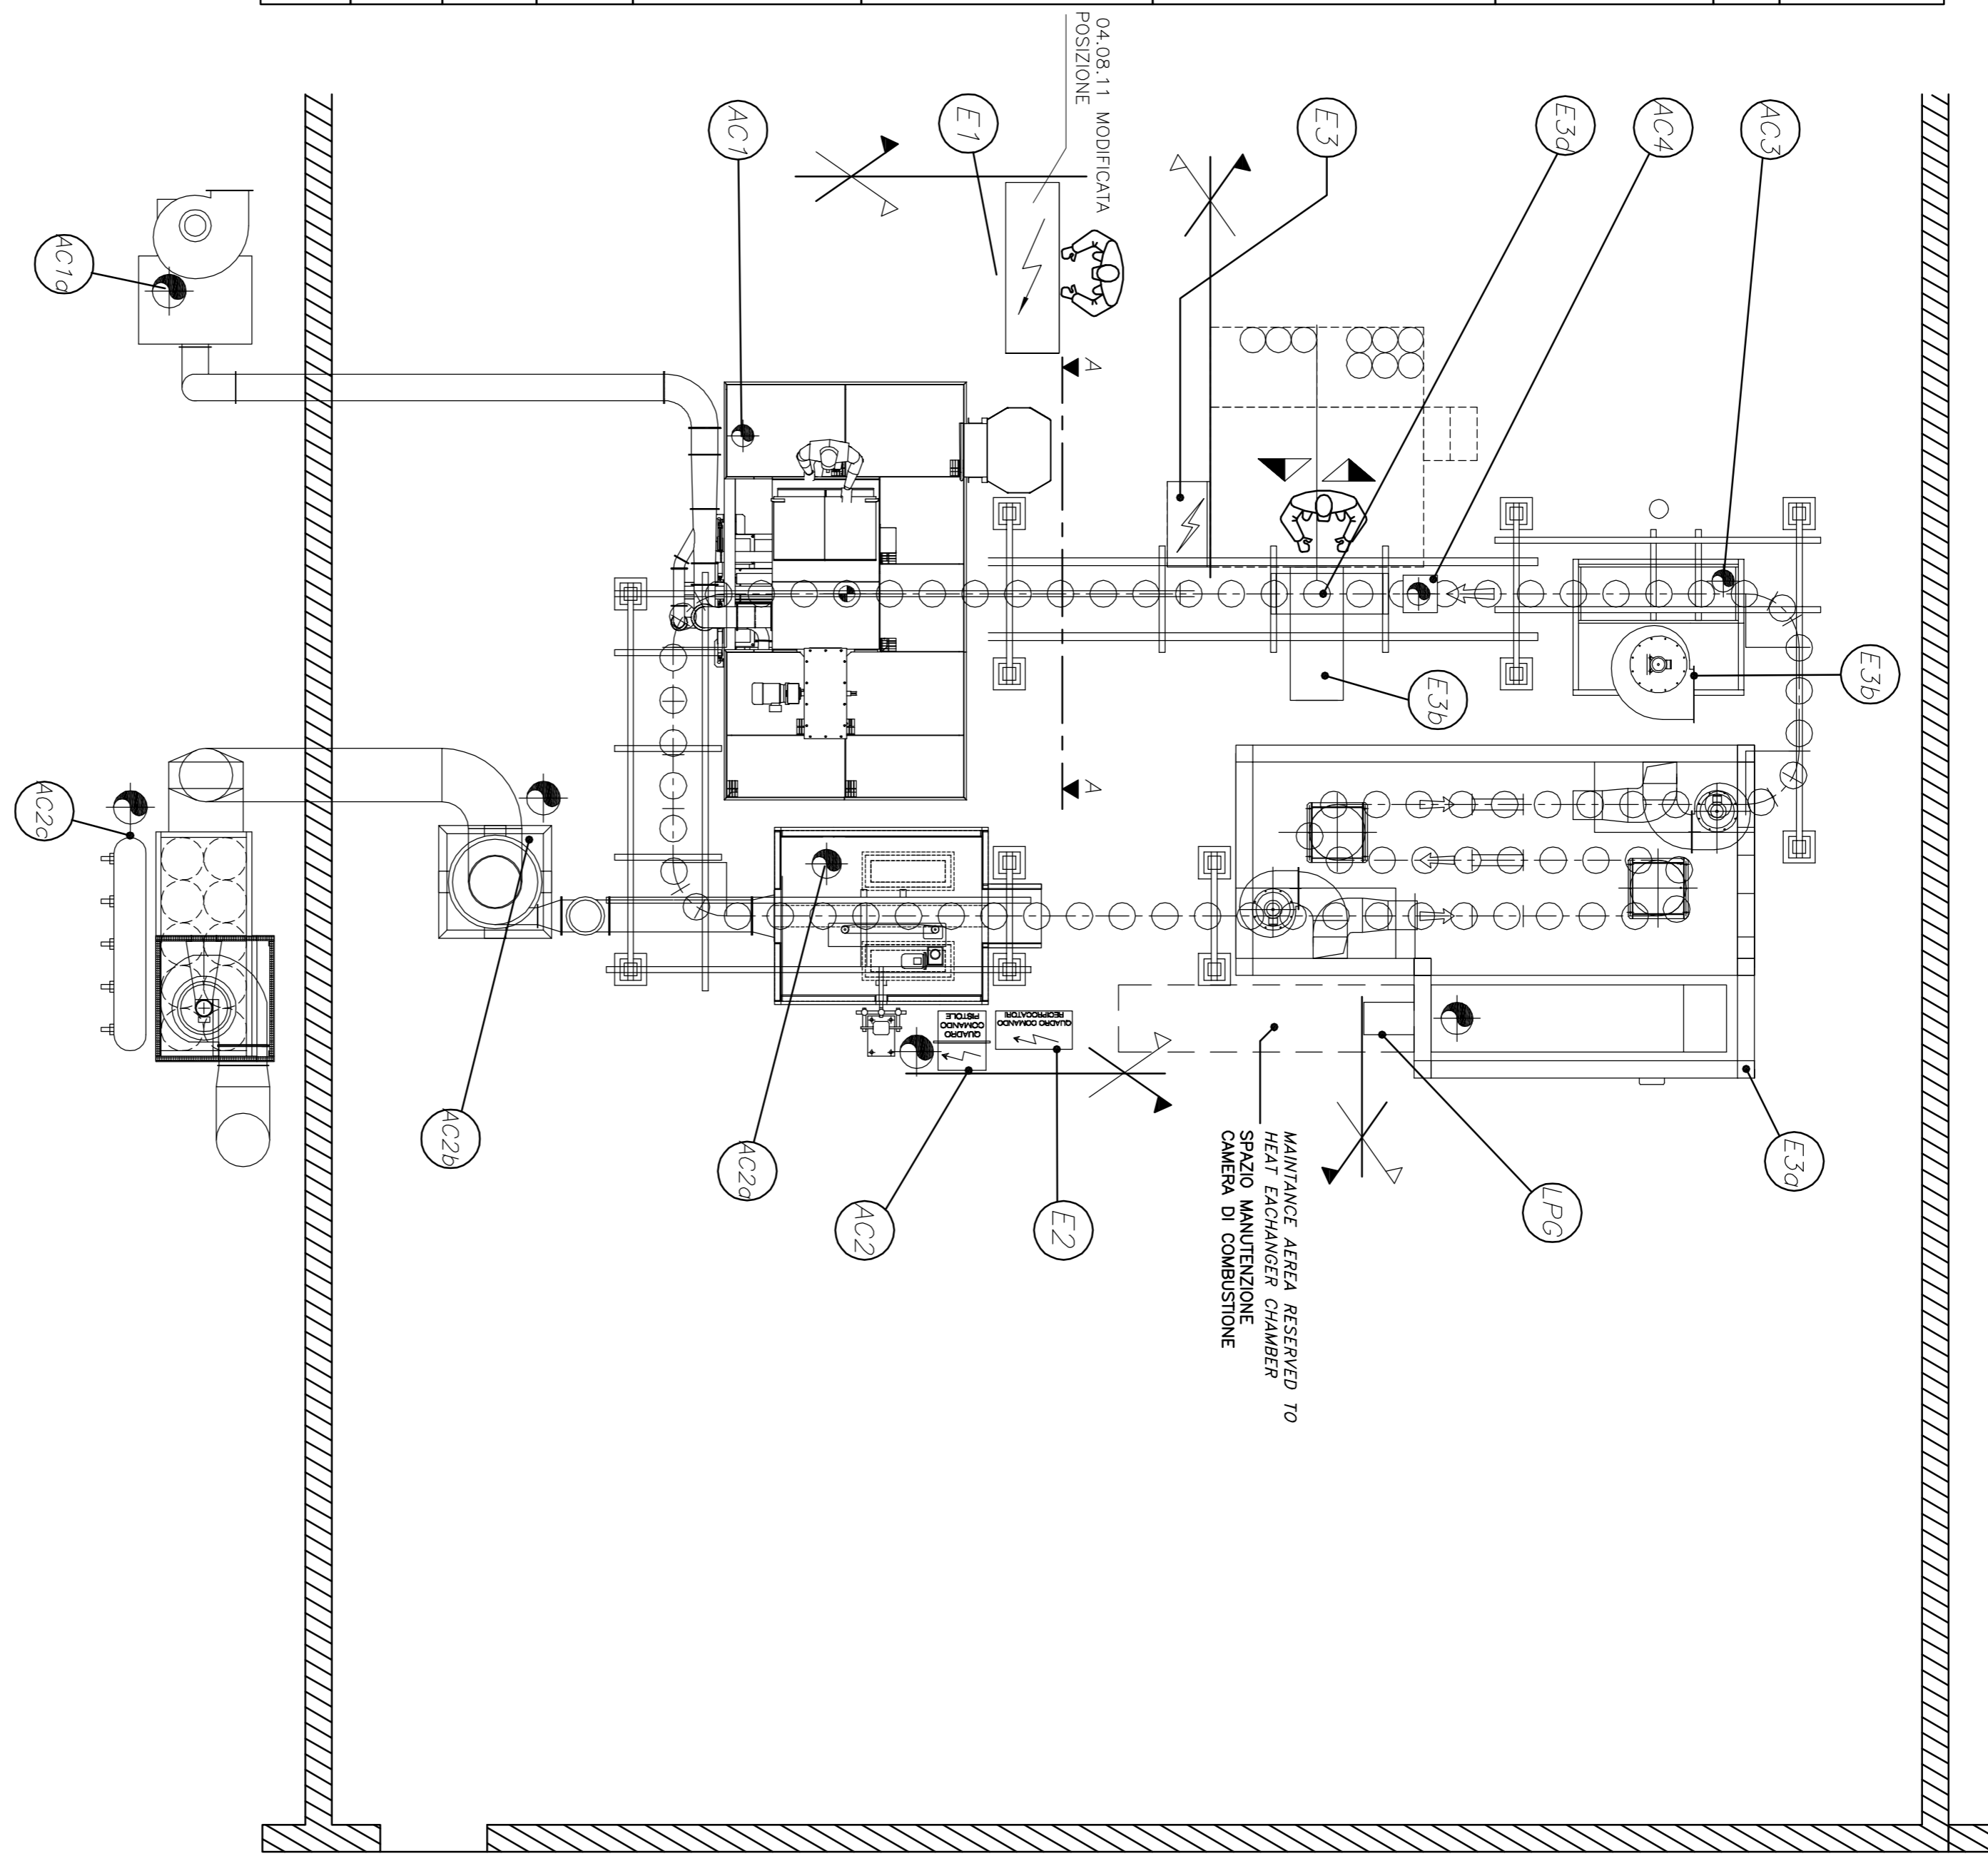 04.08.11 MODIFICATA
POSIZIONE
AC1
E1
E3
E3d
AC4
AC3
AC1a
A
E3b
E3b
A
AC2c
QUADRO
COMANDO
PISTOLE
QUADRO COMANDO
RECIPROCATORI
AC2b
AC2a
AC2
E2
MAINTANCE AEREA RESERVED TO
HEAT EACHANGER CHAMBER
SPAZIO MANUTENZIONE
CAMERA DI COMBUSTIONE
LPG
E3a